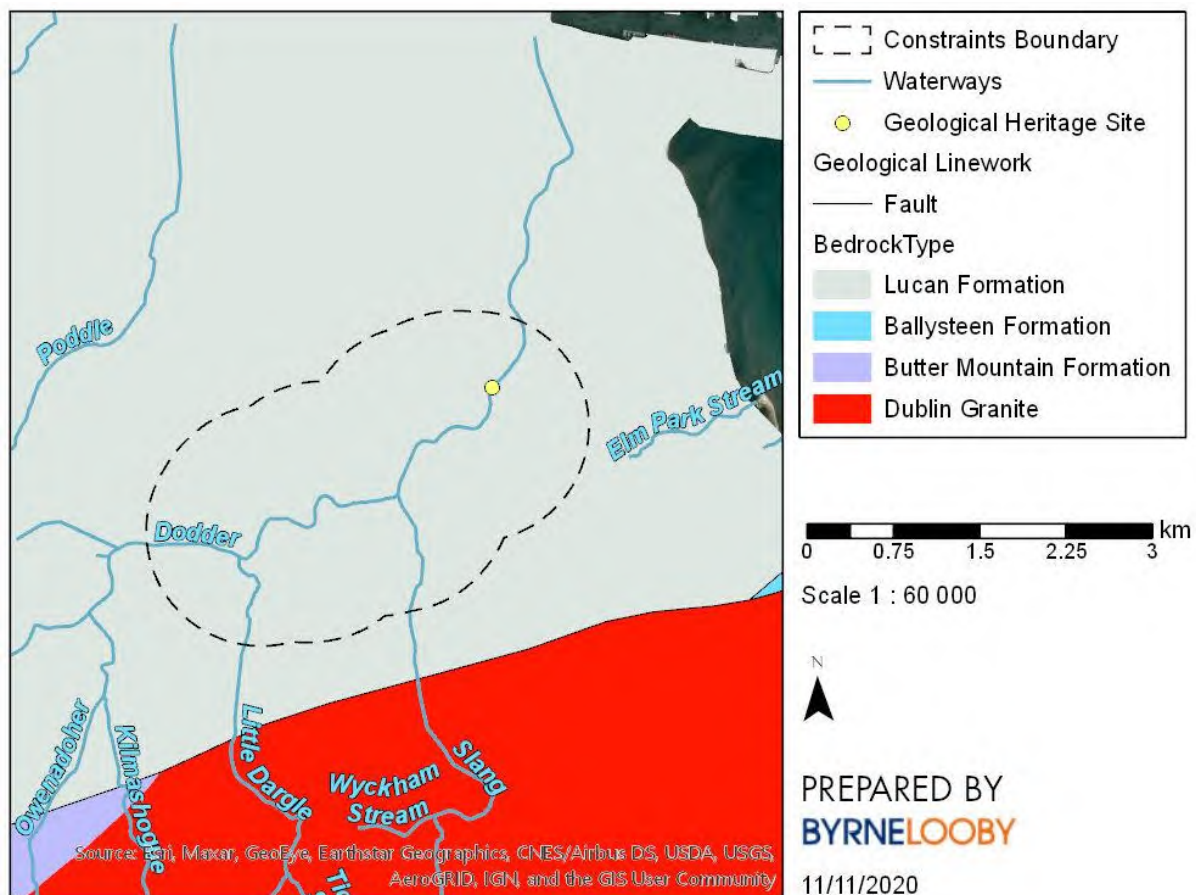 Poddle
Elm Park Stream
Dodder
Owenadoher
Kilmashogue
Little Dargle
Wyckham
Stream
Slang
Source: Esri, Maxar, GeoEye, Earthstar Geographics, CNES/Airbus DS, USDA, USGS,
AeroGRID, IGN, and the GIS User Community
Constraints Boundary
Waterways
Geological Heritage Site
Geological Linework
Fault
BedrockType
Lucan Formation
Ballysteen Formation
Butter Mountain Formation
Dublin Granite
km
0 0.75 1.5 2.25 3
Scale 1 : 60 000
N
PREPARED BY
BYRNELOOBY
11/11/2020